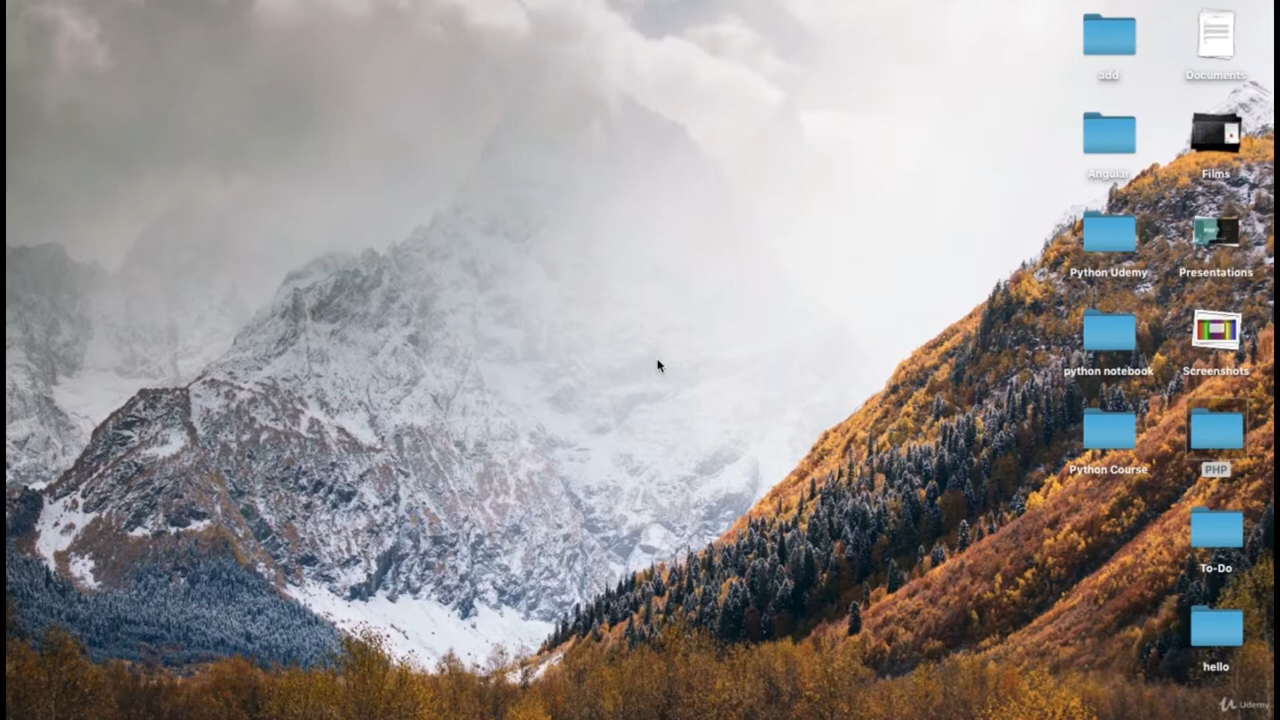 add
Documents
Angular
Films
Python Udemy
Presentations
python notebook
Screenshots
Python Course
PHP
To-Do
hello
Udemy